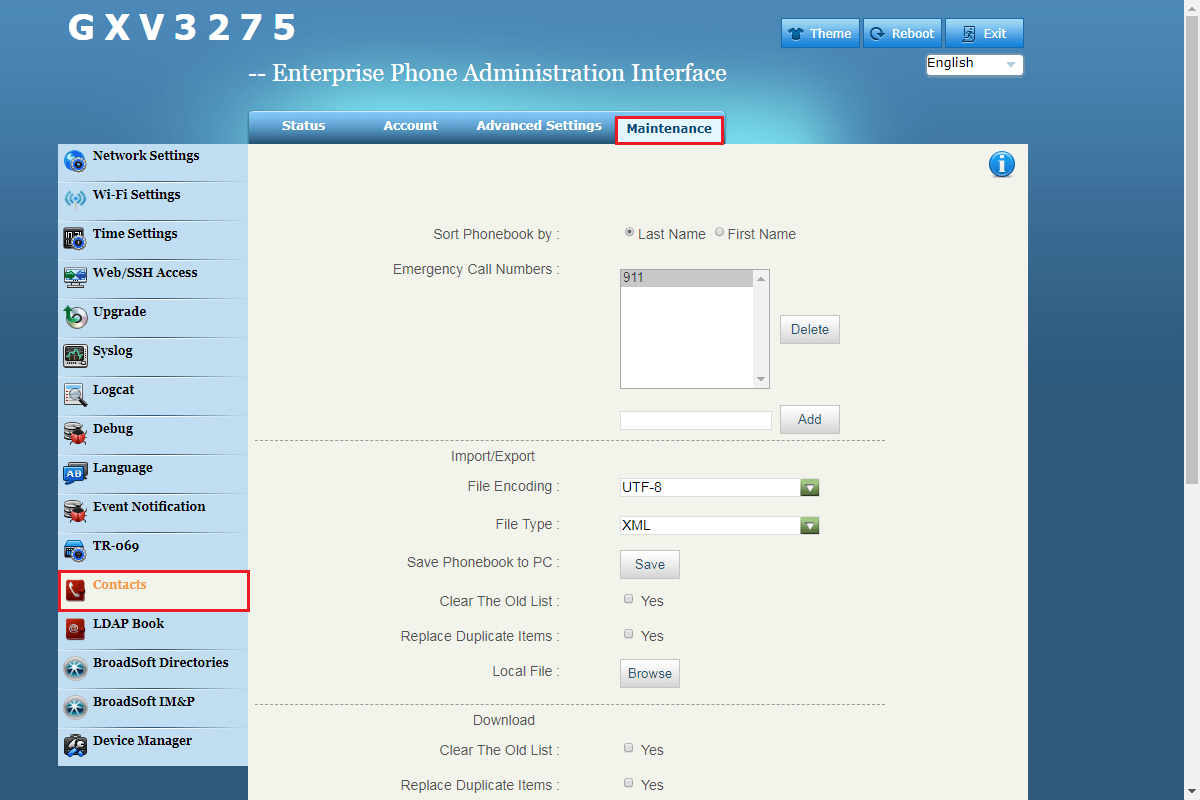 GXV3275
Theme
Reboot
Exit
-- Enterprise Phone Administration Interface
English
Status
Account
Advanced Settings
Maintenance
Network Settings
Wi-Fi Settings
Time Settings
Web/SSH Access
Upgrade
Syslog
Logcat
Debug
Language
Event Notification
TR-069
Contacts
LDAP Book
BroadSoft Directories
BroadSoft IM&P
Device Manager
Sort Phonebook by :
Last Name
First Name
Emergency Call Numbers :
911
Delete
Add
Import/Export
File Encoding :
UTF-8
File Type :
XML
Save Phonebook to PC :
Save
Clear The Old List :
Yes
Replace Duplicate Items :
Yes
Local File :
Browse
Download
Clear The Old List :
Yes
Replace Duplicate Items :
Yes